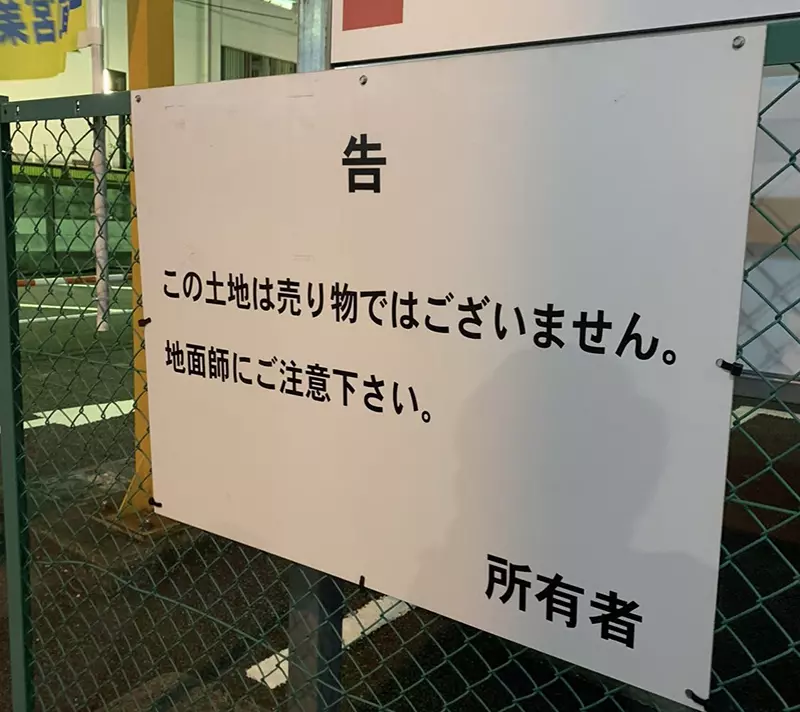 告
この土地は売り物ではございません。
地面師にご注意下さい。
所有者